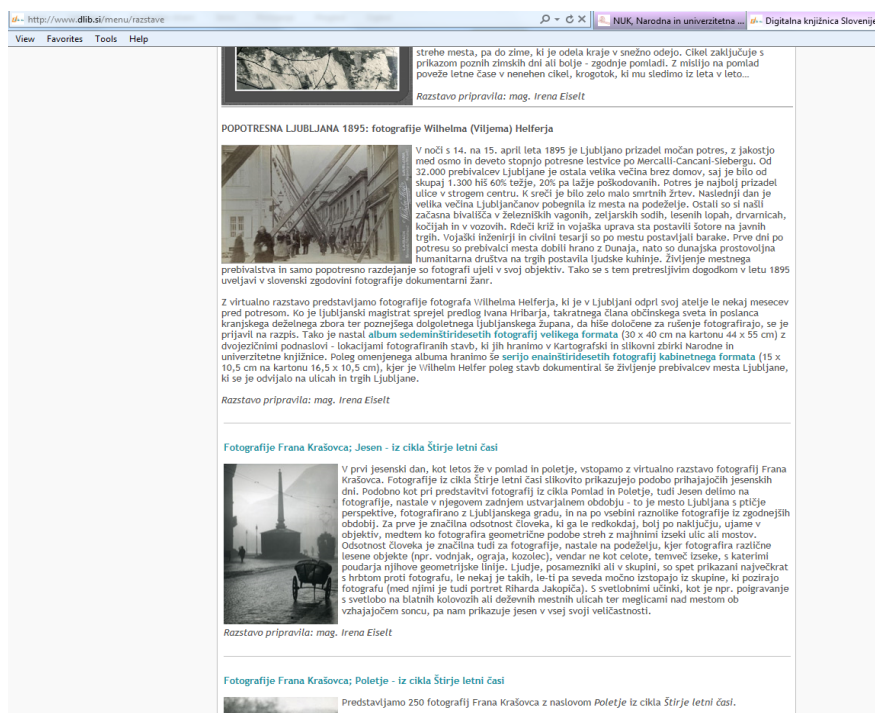 http://www.dlib.si/menu/razstave
NUK, Narodna in univerzitetna ...
Digitalna knjižnica Slovenije
View Favorites Tools Help
strehe mesta, pa do zime, ki je odela kraje v snežno odejo. Cikel zaključuje s
prikazom poznih zimskih dni ali bolje - zgodnje pomladi. Z mislijo na pomlad
poveže letne čase v nenehen cikel, krogotok, ki mu sledimo iz leta v leto...
Razstavo pripravila: mag. Irena Eiselt
POPOTRESNA LJUBLJANA 1895: fotografije Wilhelma (Viljema) Helferja
V noči s 14. na 15. april leta 1895 je Ljubljano prizadel močan potres, z jakostjo
med osmo in deveto stopnjo potresne lestvice po Mercalli-Cancani-Siebergu. Od
32.000 prebivalcev Ljubljane je ostala velika večina brez domov, saj je bilo od
skupaj 1.300 hiš 60% težje, 20% pa lažje poškodovanih. Potres je najbolj prizadel
ulice v strogem centru. K sreči je bilo zelo malo smrtnih žrtev. Naslednji dan je
velika večina Ljubljančanov pobegnila iz mesta na podeželje. Ostali so si našli
začasna bivališča v železniških vagonih, zeljarskih sodih, lesenih lopah, drvarnicah,
kočijah in v vozovih. Rdeči križ in vojaška uprava sta postavili šotore na javnih
trgih. Vojaški inženirji in civilni tesarji so po mestu postavljali barake. Prve dni po
potresu so prebivalci mesta dobili hrano z Dunaja, nato so dunajska prostovoljna
humanitarna društva na trgih postavila ljudske kuhinje. Življenje mestnega
prebivalstva in samo popotresno razdejanje so fotografi ujeli v svoj objektiv. Tako se s tem pretresljivim dogodkom v letu 1895
uveljavi v slovenski zgodovini fotografije dokumentarni žanr.
Z virtualno razstavo predstavljamo fotografije fotografa Wilhelma Helferja, ki je v Ljubljani odprl svoj atelje le nekaj mesecev
pred potresom. Ko je ljubljanski magistrat sprejel predlog Ivana Hribarja, takratnega člana občinskega sveta in poslanca
kranjskega deželnega zbora ter poznejšega dolgoletnega ljubljanskega župana, da hiše določene za rušenje fotografirajo, se je
prijavil na razpis. Tako je nastal album sedeminštiridesetih fotografij velikega formata (30 x 40 cm na kartonu 44 x 55 cm) z
dvojezičnimi podnaslovi - lokacijami fotografiranih stavb, ki jih hranimo v Kartografski in slikovni zbirki Narodne in
univerzitetne knjižnice. Poleg omenjenega albuma hranimo še serijo enainštiridesetih fotografij kabinetnega formata (15 x
10,5 cm na kartonu 16,5 x 10,5 cm), kjer je Wilhelm Helfer poleg stavb dokumentiral še življenje prebivalcev mesta Ljubljane,
ki se je odvijalo na ulicah in trgih Ljubljane.
Razstavo pripravila: mag. Irena Eiselt
Fotografije Frana Krašovca; Jesen - iz cikla Štirje letni časi
V prvi jesenski dan, kot letos že v pomlad in poletje, vstopamo z virtualno razstavo fotografij Frana
Krašovca. Fotografije iz cikla Štirje letni časi slikovito prikazujejo podobo prihajajočih jesenskih
dni. Podobno kot pri predstavitvi fotografij iz cikla Pomlad in Poletje, tudi Jesen delimo na
fotografije, nastale v njegovem zadnjem ustvarjalnem obdobju - to je mesto Ljubljana s ptičje
perspektive, fotografirano z Ljubljanskega gradu, in na po vsebini raznolike fotografije iz zgodnejših
obdobij. Za prve je značilna odsotnost človeka, ki ga le redkokdaj, bolj po naključju, ujame v
objektiv, medtem ko fotografira geometrične podobe streh z majhnimi izseki ulic ali mostov.
Odsotnost človeka je značilna tudi za fotografije, nastale na podeželju, kjer fotografira različne
lesene objekte (npr. vodnjak, ograja, kozolec), vendar ne kot celote, temveč izseke, s katerimi
poudarja njihove geometrijske linije. Ljudje, posamezniki ali v skupini, so spet prikazani največkrat
s hrbtom proti fotografu, le nekaj je takih, le-ti pa seveda močno izstopajo iz skupine, ki pozirajo
fotografu (med njimi je tudi portret Riharda Jakopiča). S svetlobnimi učinki, kot je npr. poigravanje
s svetlobo na blatnih kolovozih ali deževnih mestnih ulicah ter meglicami nad mestom ob
vzhajajočem soncu, pa nam prikazuje jesen v vsej svoji veličastnosti.
Razstavo pripravila: mag. Irena Eiselt
Fotografije Frana Krašovca; Poletje - iz cikla Štirje letni časi
Predstavljamo 250 fotografij Frana Krašovca z naslovom Poletje iz cikla Štirje letni časi.